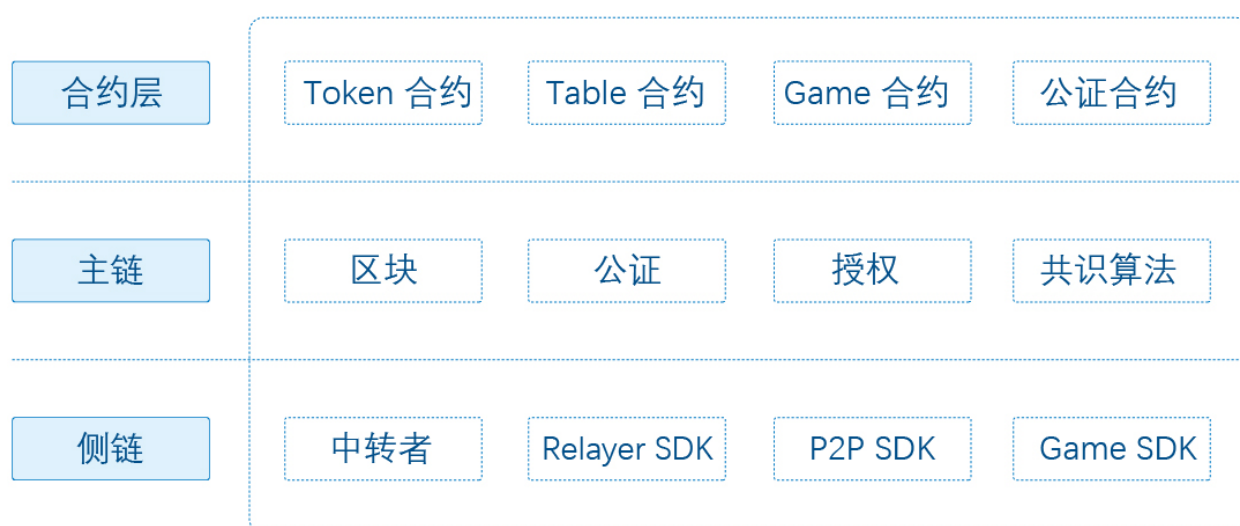 合约层
Token 合约
Table 合约
Game 合约
公证合约
主链
区块
公证
授权
共识算法
侧链
中转者
Relayer SDK
P2P SDK
Game SDK